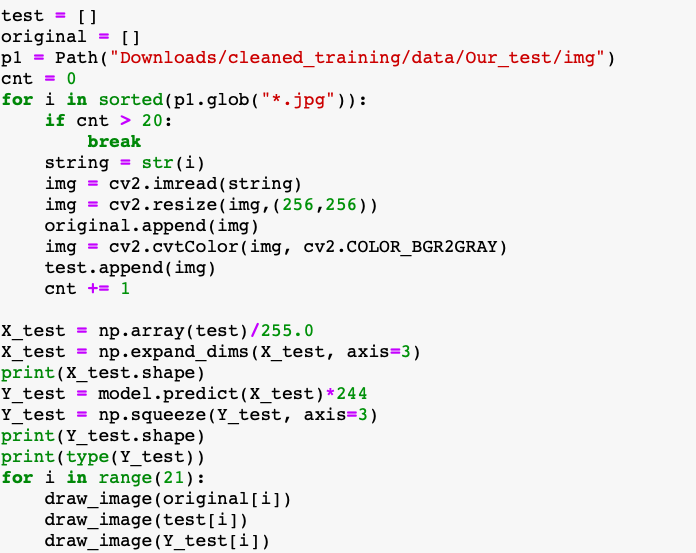 test = []
original = []
p1 = Path("Downloads/cleaned_training/data/Our_test/img")
cnt = 0
for i in sorted(p1.glob("*.jpg")):
    if cnt > 20:
        break
    string = str(i)
    img = cv2.imread(string)
    img = cv2.resize(img,(256,256))
    original.append(img)
    img = cv2.cvtColor(img, cv2.COLOR_BGR2GRAY)
    test.append(img)
    cnt += 1

X_test = np.array(test)/255.0
X_test = np.expand_dims(X_test, axis=3)
print(X_test.shape)
Y_test = model.predict(X_test)*244
Y_test = np.squeeze(Y_test, axis=3)
print(Y_test.shape)
print(type(Y_test))
for i in range(21):
    draw_image(original[i])
    draw_image(test[i])
    draw_image(Y_test[i])